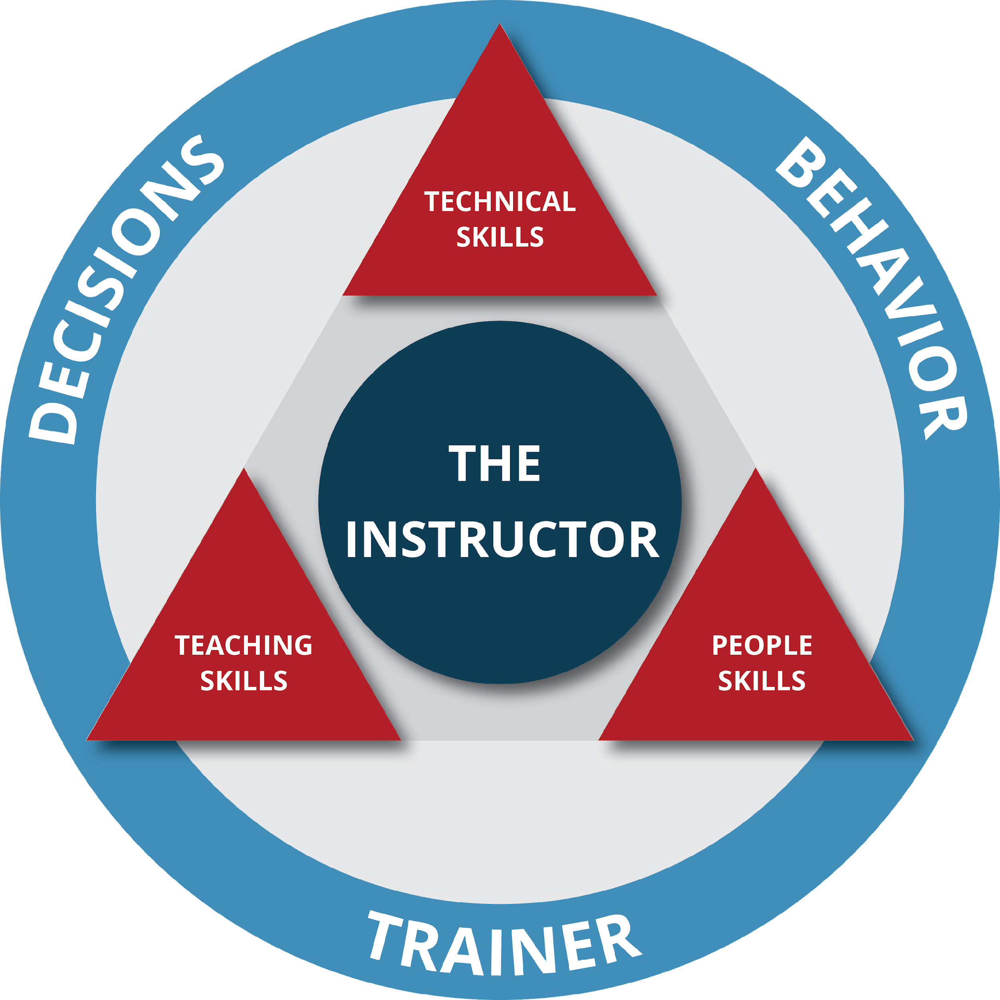 DECISIONS
BEHAVIOR
TECHNICAL
SKILLS
THE
INSTRUCTOR
TEACHING
SKILLS
PEOPLE
SKILLS
TRAINER